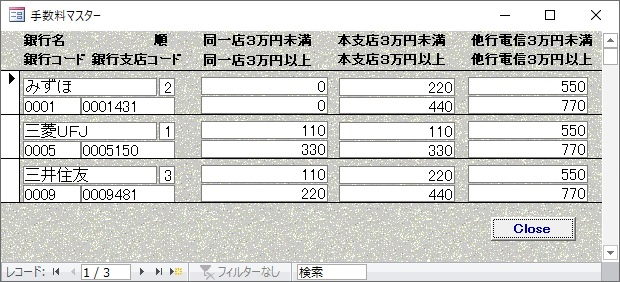 手数料マスター
銀行名 順 同一店3万円未満 本支店3万円未満 他行電信3万円未満
銀行コード 銀行支店コード 同一店3万円以上 本支店3万円以上 他行電信3万円以上
みずほ 2 0 220 550
0001 0001431 0 440 770
三菱UFJ 1 110 110 550
0005 0005150 330 330 770
三井住友 3 110 220 550
0009 0009481 220 440 770
Close
レコード: 1 / 3 フィルターなし 検索